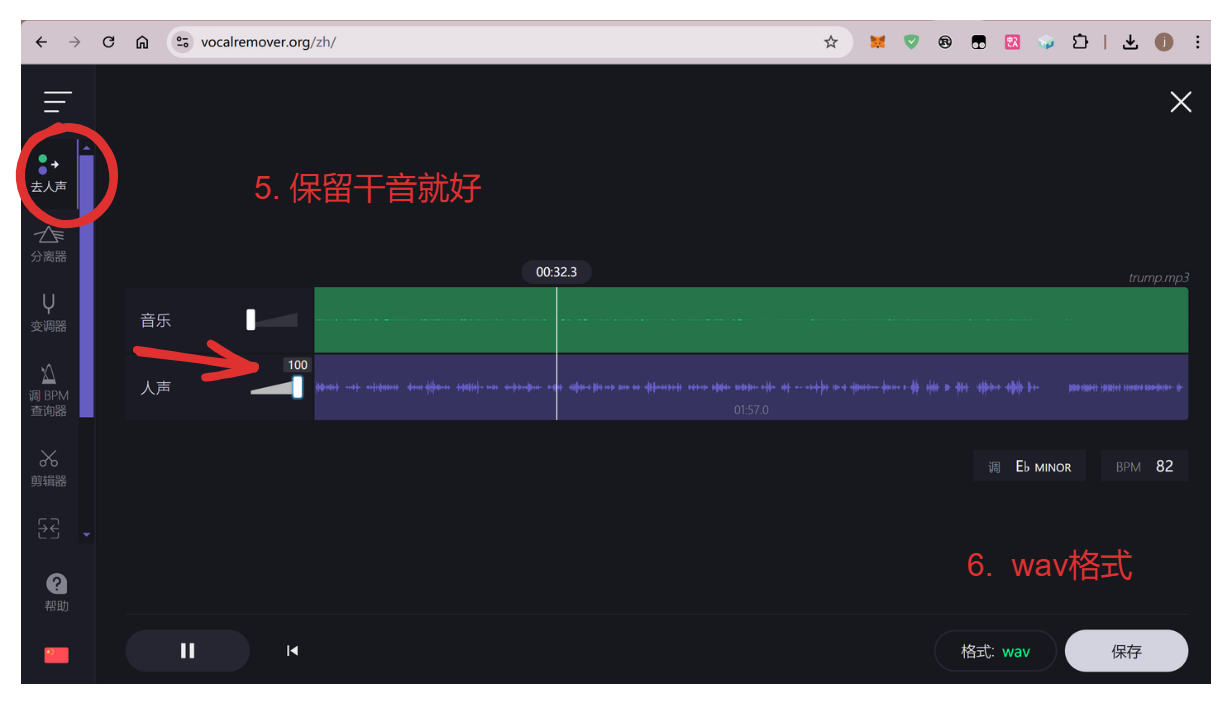 vocalremover.org/zh/
去人声
5. 保留干音就好
分离器
00:32.3
trump.mp3
变调器
音乐
100
人声
01:57.0
调 BPM
查询器
调 E♭ MINOR
BPM 82
剪辑器
6. wav格式
帮助
格式: wav
保存